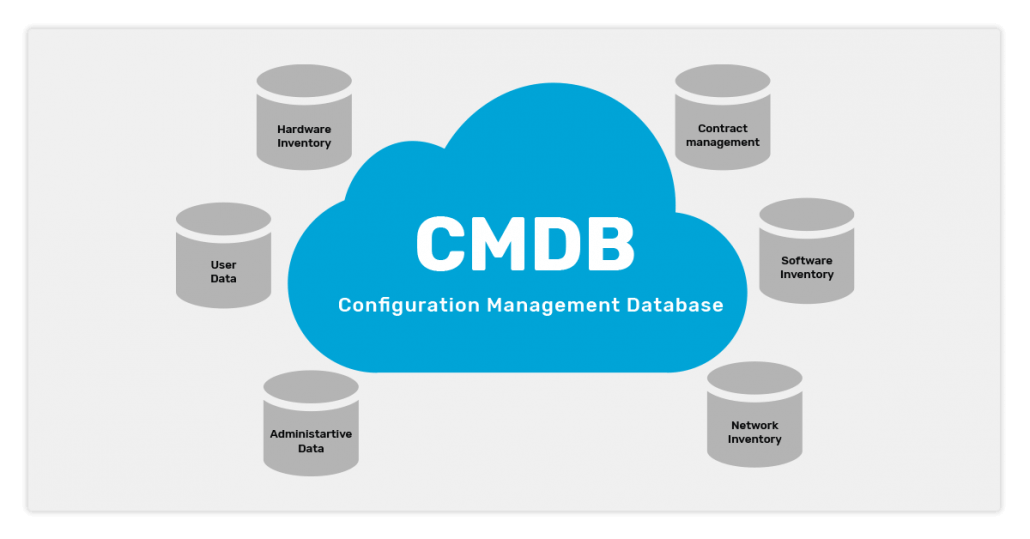 Hardware
Inventory
Contract
management
User
Data
CMDB
Configuration Management Database
Software
Inventory
Administartive
Data
Network
Inventory